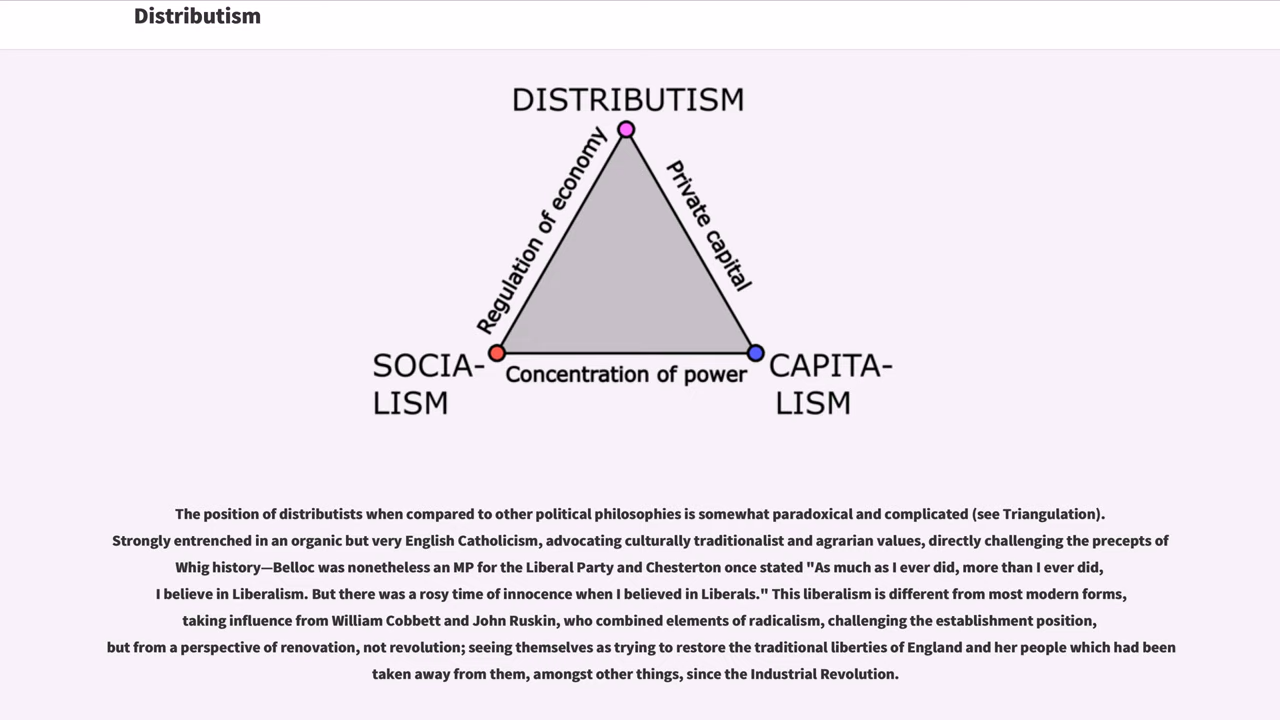 Distributism
DISTRIBUTISM
Regulation of economy
Private capital
SOCIA-
LISM
Concentration of power
CAPITA-
LISM
The position of distributists when compared to other political philosophies is somewhat paradoxical and complicated (see Triangulation).
Strongly entrenched in an organic but very English Catholicism, advocating culturally traditionalist and agrarian values, directly challenging the precepts of
Whig history—Belloc was nonetheless an MP for the Liberal Party and Chesterton once stated "As much as I ever did, more than I ever did,
I believe in Liberalism. But there was a rosy time of innocence when I believed in Liberals." This liberalism is different from most modern forms,
taking influence from William Cobbett and John Ruskin, who combined elements of radicalism, challenging the establishment position,
but from a perspective of renovation, not revolution; seeing themselves as trying to restore the traditional liberties of England and her people which had been
taken away from them, amongst other things, since the Industrial Revolution.